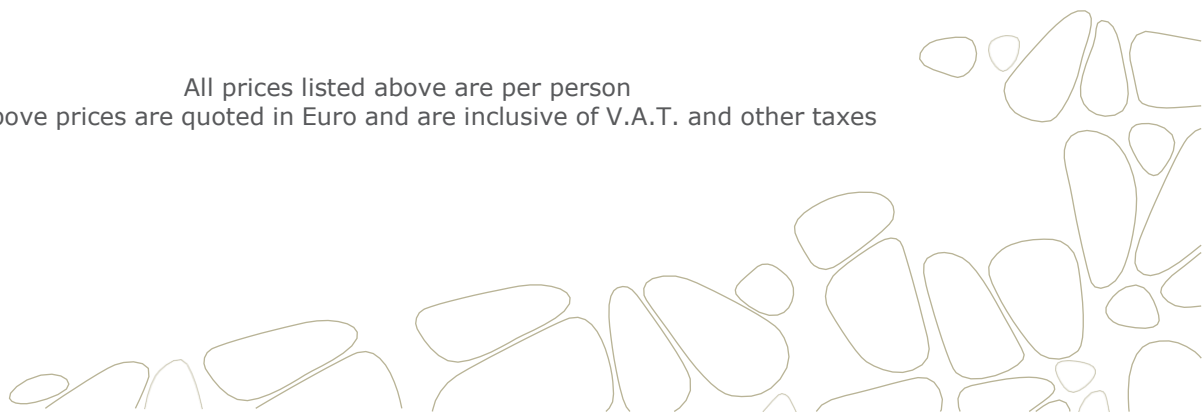 All prices listed above are per person
prices are quoted in Euro and are inclusive of V.A.T. and other taxes